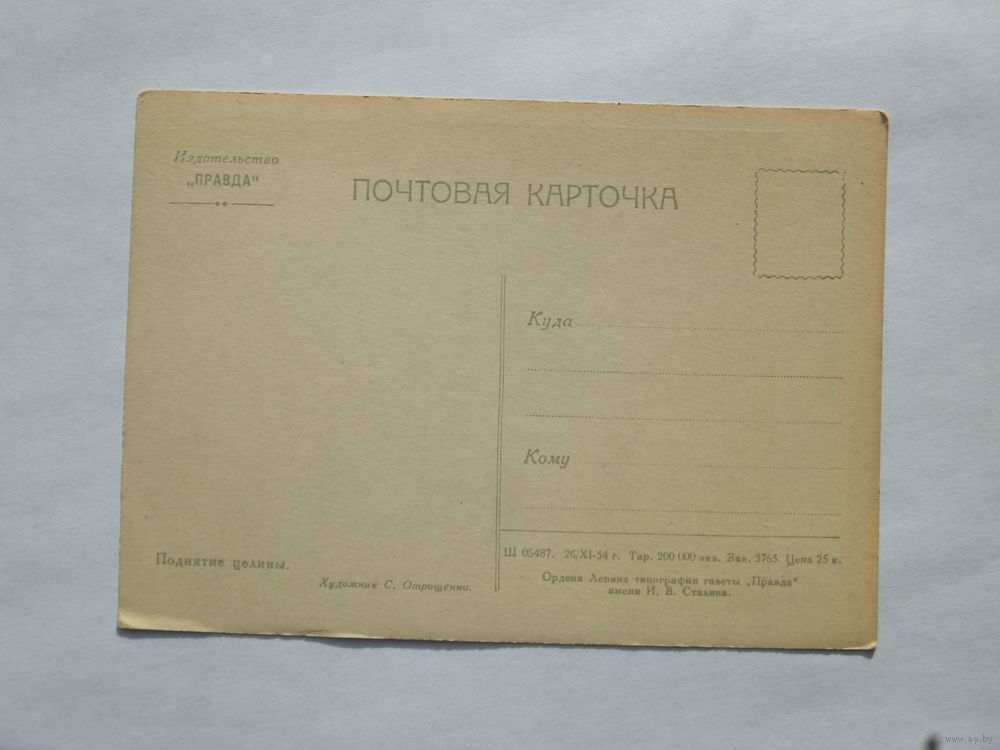 Издательство
„ПРАВДА“
ПОЧТОВАЯ КАРТОЧКА
Куда
Кому
Поднятие целины.
Художник С. Отрощенко.
Ш 05487. 26/XI-54 г. Тир. 200 000 экз. Зак. 3765. Цена 25 к.
Ордена Ленина типография газеты „Правда“
имени И. В. Сталина.
www.ay.by